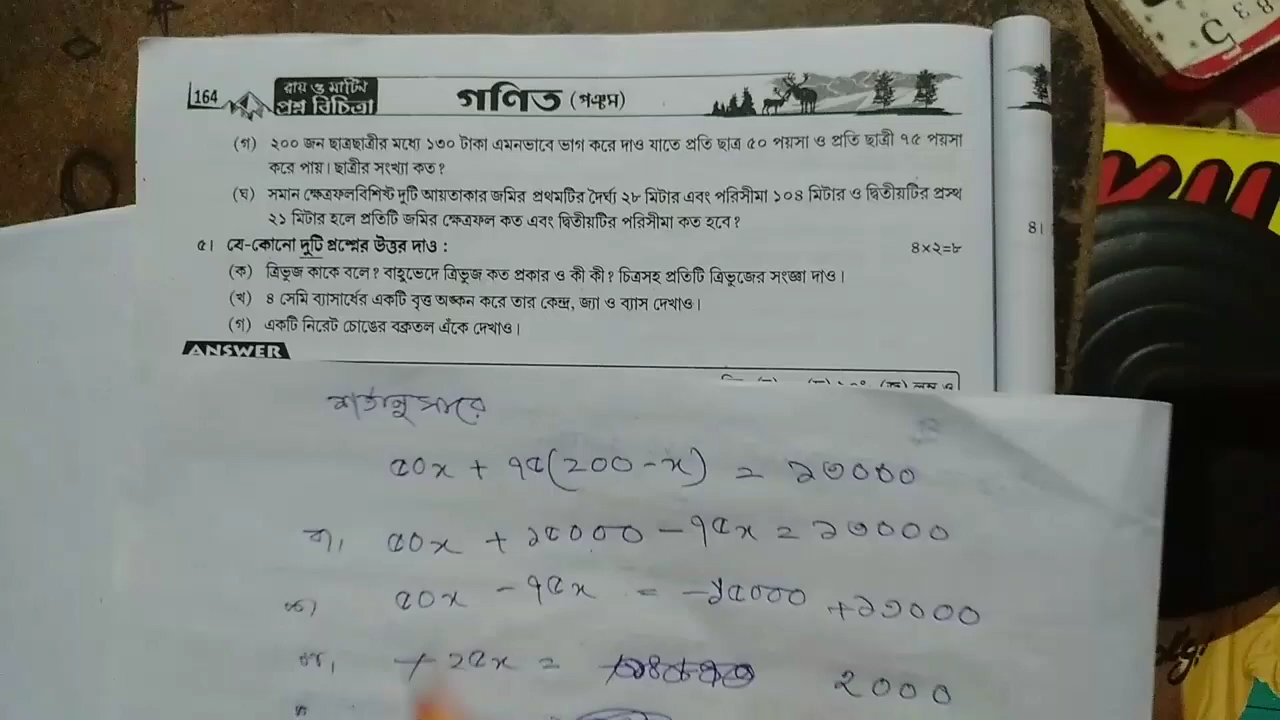 164 রায় ও মার্টিন প্রশ্ন বিচিত্রা গণিত (পঞ্চম)
(গ) ২০০ জন ছাত্রছাত্রীর মধ্যে ১৩০ টাকা এমনভাবে ভাগ করে দাও যাতে প্রতি ছাত্র ৫০ পয়সা ও প্রতি ছাত্রী ৭৫ পয়সা
করে পায়। ছাত্রীর সংখ্যা কত?
(ঘ) সমান ক্ষেত্রফলবিশিষ্ট দুটি আয়তাকার জমির প্রথমটির দৈর্ঘ্য ২৮ মিটার এবং পরিসীমা ১০৪ মিটার ও দ্বিতীয়টির প্রস্থ
২১ মিটার হলে প্রতিটি জমির ক্ষেত্রফল কত এবং দ্বিতীয়টির পরিসীমা কত হবে?
৫। যে-কোনো দুটি প্রশ্নের উত্তর দাও : ৪×২=৮
(ক) ত্রিভুজ কাকে বলে? বাহুভেদে ত্রিভুজ কত প্রকার ও কী কী? চিত্রসহ প্রতিটি ত্রিভুজের সংজ্ঞা দাও।
(খ) ৪ সেমি ব্যাসার্ধের একটি বৃত্ত অঙ্কন করে তার কেন্দ্র, জ্যা ও ব্যাস দেখাও।
(গ) একটি নিরেট চোঙের বক্রতল এঁকে দেখাও।
ANSWER
৪।
শর্তানুসারে
৫০x + ৭৫(২০০ - x) = ১৩০০০
বা, ৫০x + ১৫০০০ - ৭৫x = ১৩০০০
বা, ৫০x - ৭৫x = -১৫০০০ + ১৩০০০
বা, + ২৫x = ২০০০